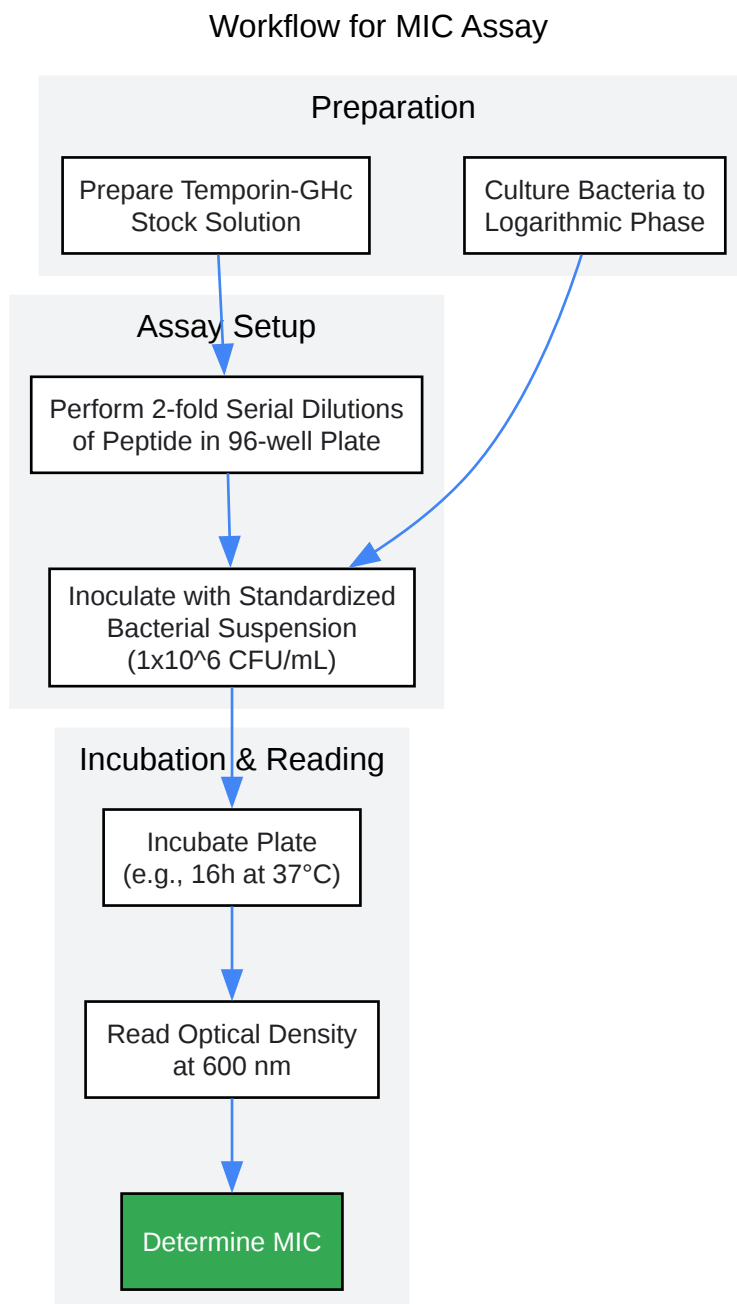 Workflow for MIC Assay
Preparation
Prepare Temporin-GHc
Stock Solution
Culture Bacteria to
Logarithmic Phase
Assay Setup
Perform 2-fold Serial Dilutions
of Peptide in 96-well Plate
Inoculate with Standardized
Bacterial Suspension
(1x10^6 CFU/mL)
Incubation & Reading
Incubate Plate
(e.g., 16h at 37°C)
Read Optical Density
at 600 nm
Determine MIC